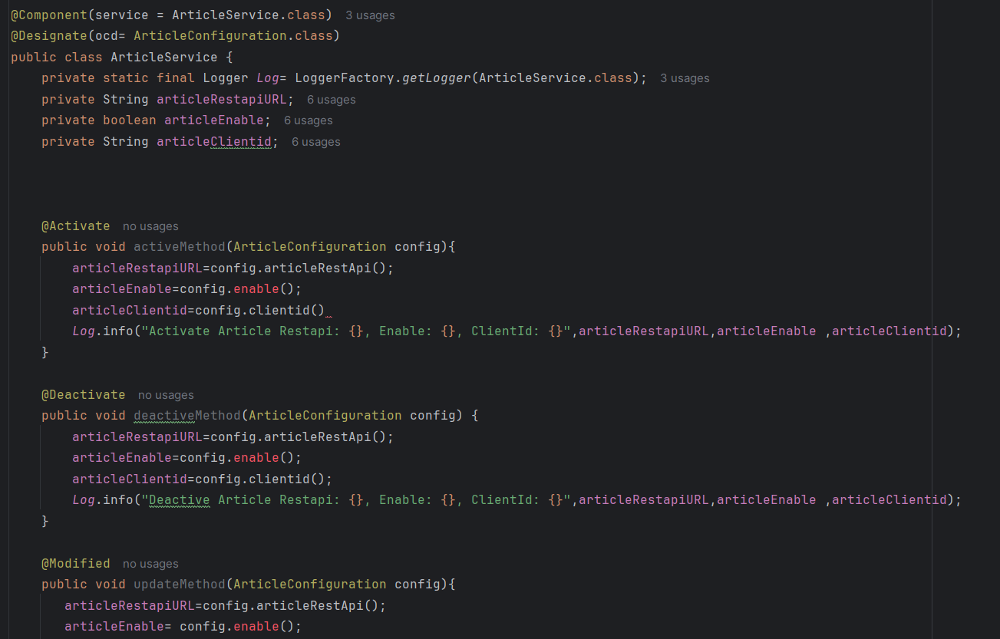 @Component(service = ArticleService.class) 3 usages
@Designate(ocd= ArticleConfiguration.class)
public class ArticleService {
    private static final Logger Log= LoggerFactory.getLogger(ArticleService.class); 3 usages
    private String articleRestapiURL; 6 usages
    private boolean articleEnable; 6 usages
    private String articleClientid; 6 usages
    @Activate no usages
    public void activeMethod(ArticleConfiguration config){
        articleRestapiURL=config.articleRestApi();
        articleEnable=config.enable();
        articleClientid=config.clientid()
        Log.info("Activate Article Restapi: {}, Enable: {}, ClientId: {}",articleRestapiURL,articleEnable ,articleClientid);
    }
    @Deactivate no usages
    public void deactiveMethod(ArticleConfiguration config) {
        articleRestapiURL=config.articleRestApi();
        articleEnable=config.enable();
        articleClientid=config.clientid();
        Log.info("Deactive Article Restapi: {}, Enable: {}, ClientId: {}",articleRestapiURL,articleEnable ,articleClientid);
    }
    @Modified no usages
    public void updateMethod(ArticleConfiguration config){
       articleRestapiURL=config.articleRestApi();
       articleEnable= config.enable();